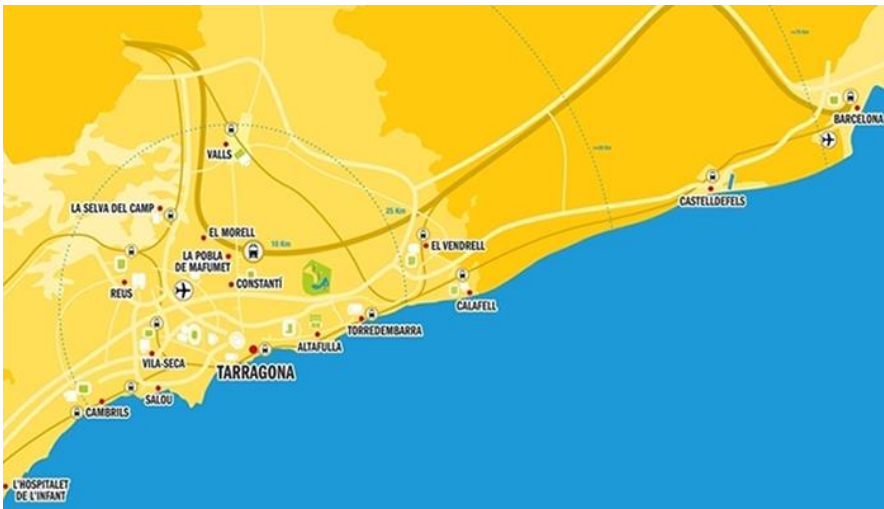 BARCELONA
VALLS
CASTELLDEFELS
LA SELVA DEL CAMP
25 Km
EL MORELL
10 Km
EL VENDRELL
LA POBLA
DE MAFUMET
CONSTANTÍ
REUS
CALAFELL
TORREDEMBARRA
ALTAFULLA
VILA-SECA
TARRAGONA
SALOU
CAMBRILS
L'HOSPITALET
DE L'INFANT